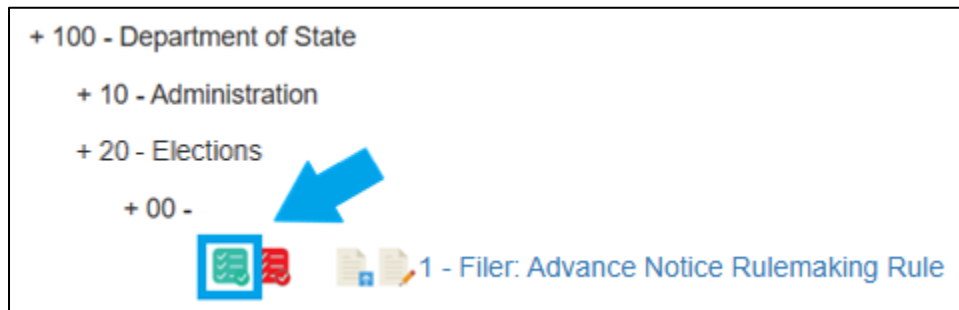 + 100 - Department of State
+ 10 - Administration
+ 20 - Elections
+ 00 -
1 - Filer: Advance Notice Rulemaking Rule